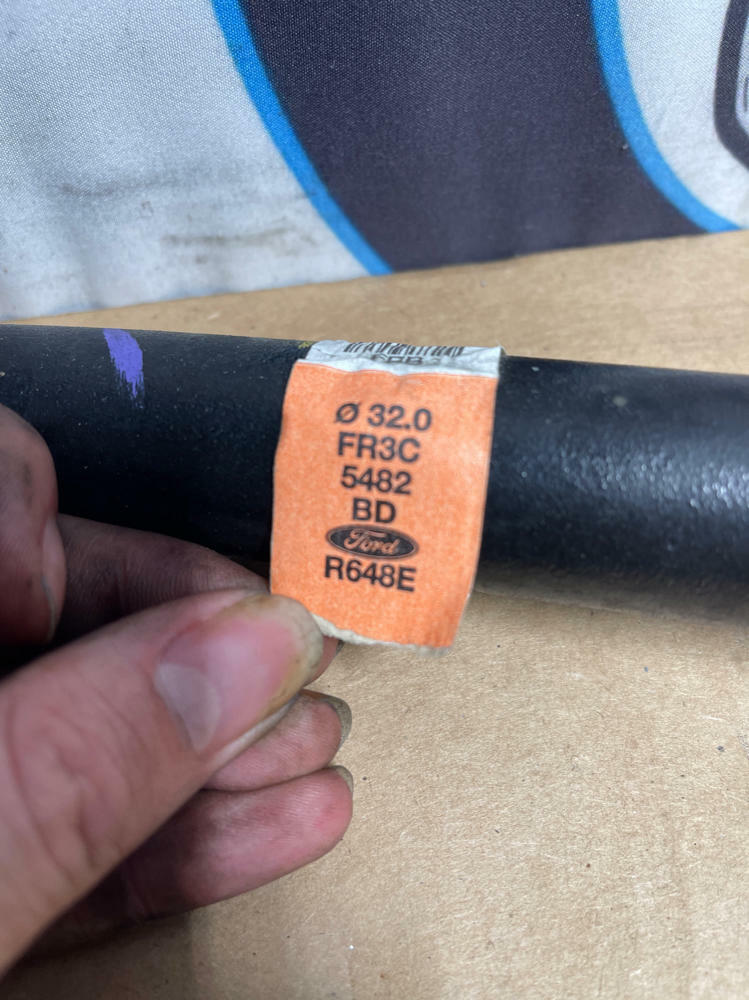 Ø 32.0
FR3C
5482
BD
Ford
R648E